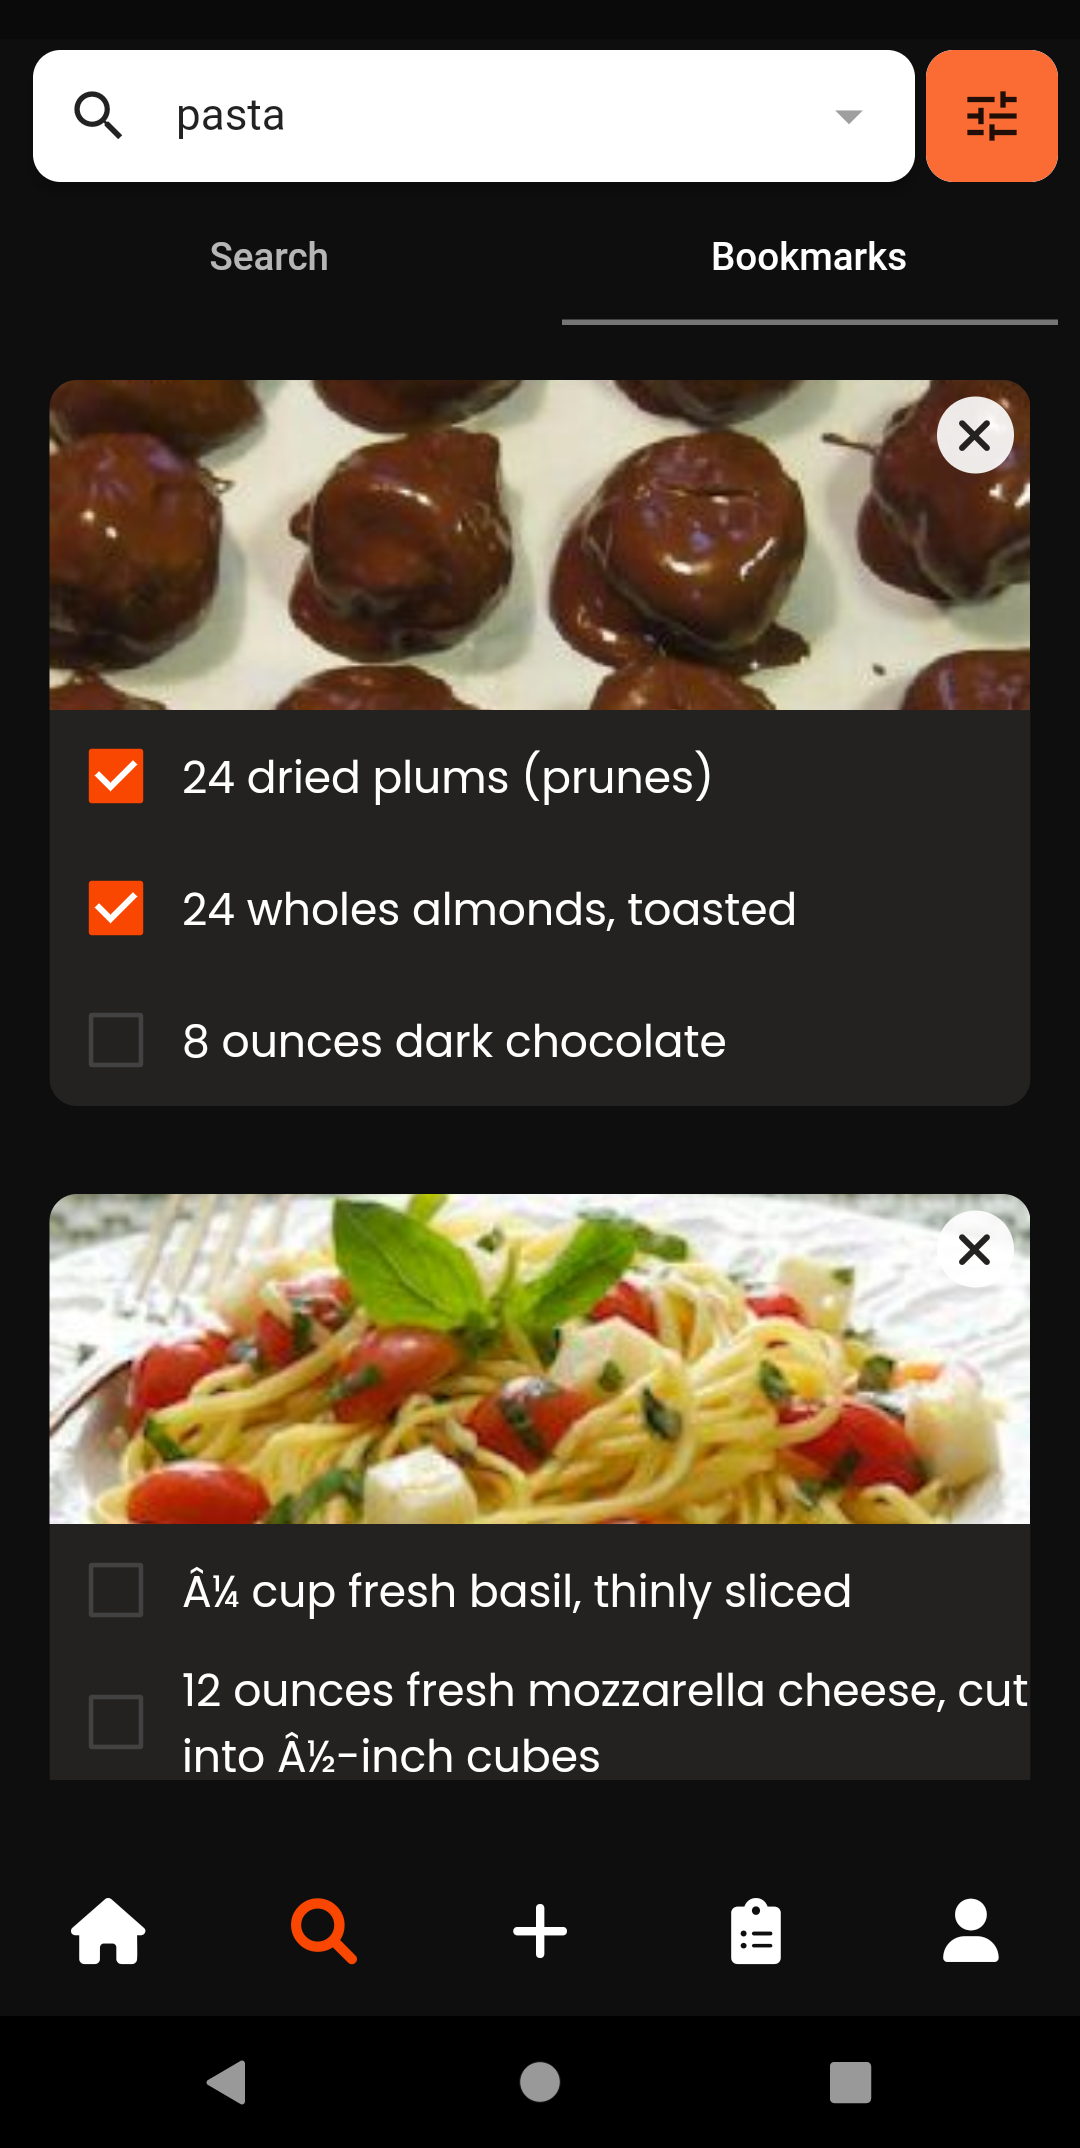 pasta
Search
Bookmarks
24 dried plums (prunes)
24 wholes almonds, toasted
8 ounces dark chocolate
Â¼ cup fresh basil, thinly sliced
12 ounces fresh mozzarella cheese, cut
into Â½-inch cubes